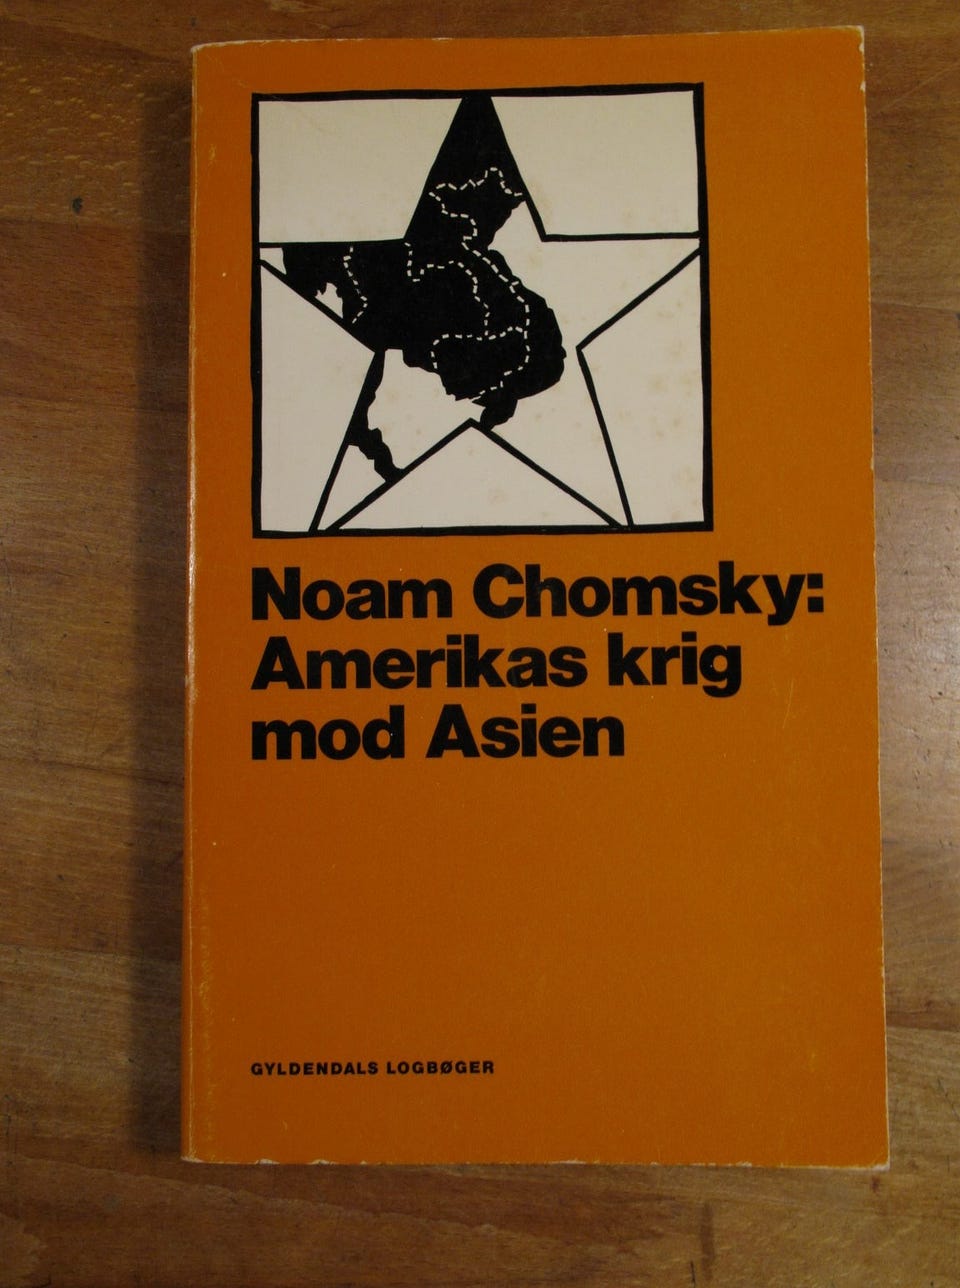 Noam Chomsky:
Amerikas krig
mod Asien
GYLDENDALS LOGBØGER